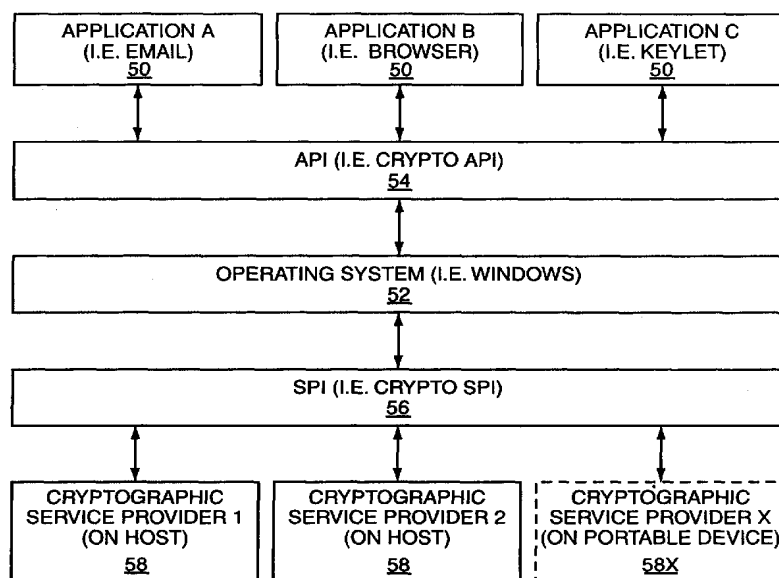 APPLICATION A
(I.E. EMAIL)
50
APPLICATION B
(I.E. BROWSER)
50
APPLICATION C
(I.E. KEYLET)
50
API (I.E. CRYPTO API)
54
OPERATING SYSTEM (I.E. WINDOWS)
52
SPI (I.E. CRYPTO SPI)
56
CRYPTOGRAPHIC
SERVICE PROVIDER 1
(ON HOST)
58
CRYPTOGRAPHIC
SERVICE PROVIDER 2
(ON HOST)
58
CRYPTOGRAPHIC
SERVICE PROVIDER X
(ON PORTABLE DEVICE)
58X